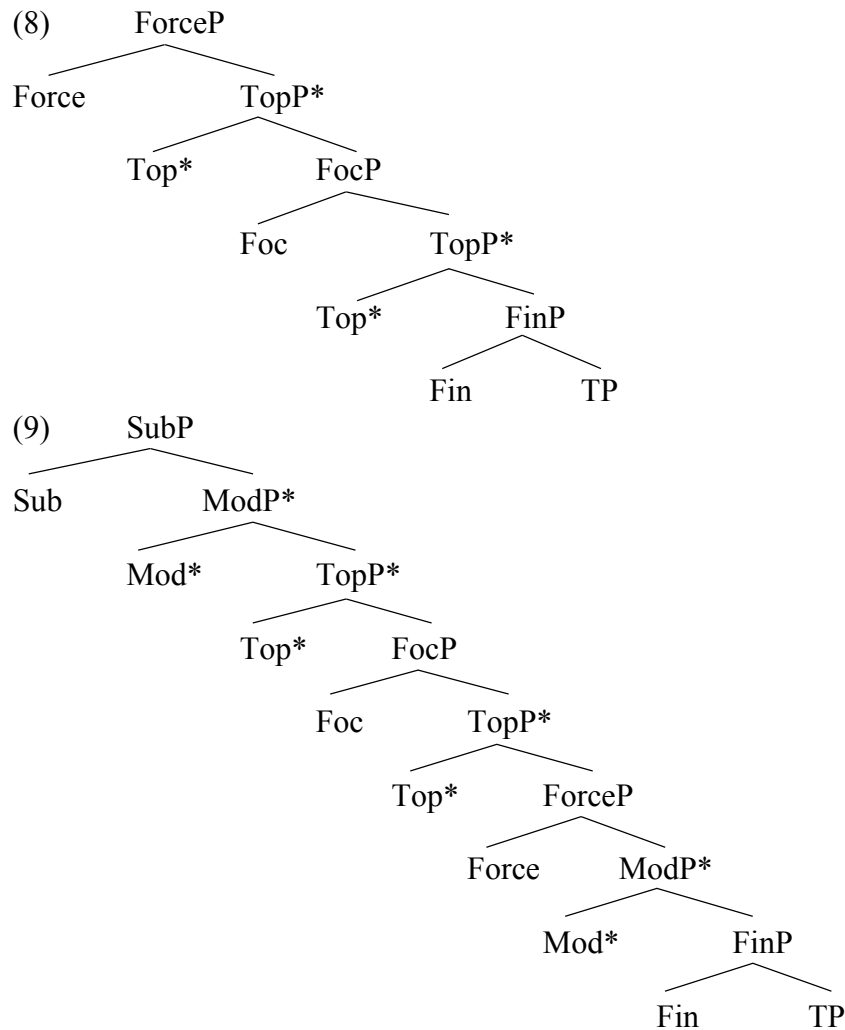 (8) ForceP
Force TopP*
Top* FocP
Foc TopP*
Top* FinP
Fin TP
(9) SubP
Sub ModP*
Mod* TopP*
Top* FocP
Foc TopP*
Top* ForceP
Force ModP*
Mod* FinP
Fin TP